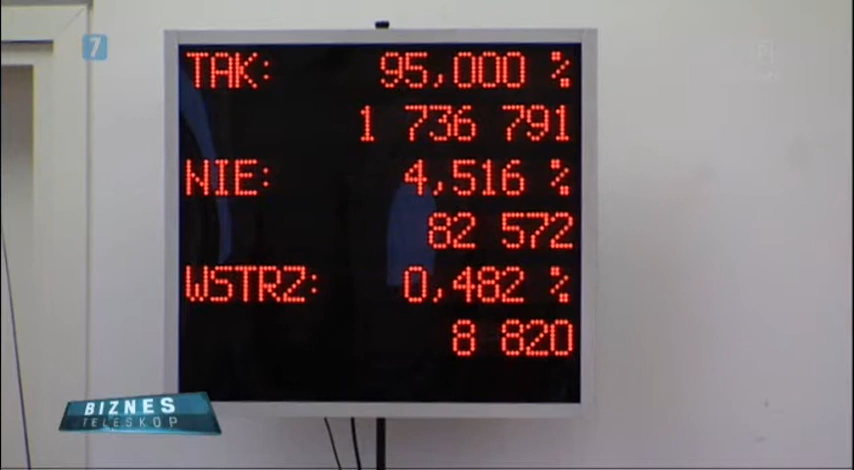 7
TAK: 95,000 %
1 736 791
NIE: 4,516 %
82 572
WSTRZ: 0,482 %
8 820
BIZNES
TELESKOP